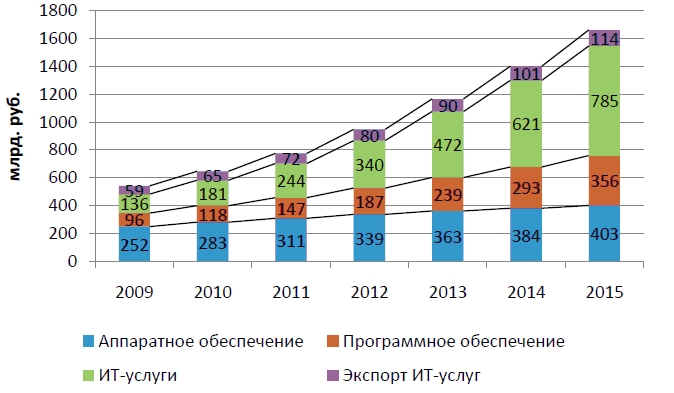 млрд. руб.
1800
1600
1400
1200
1000
800
600
400
200
0
59 65 72 80 90 101 114
136 181 244 340 472 621 785
96 118 147 187 239 293 356
252 283 311 339 363 384 403
2009 2010 2011 2012 2013 2014 2015
Аппаратное обеспечение Программное обеспечение
ИТ-услуги Экспорт ИТ-услуг